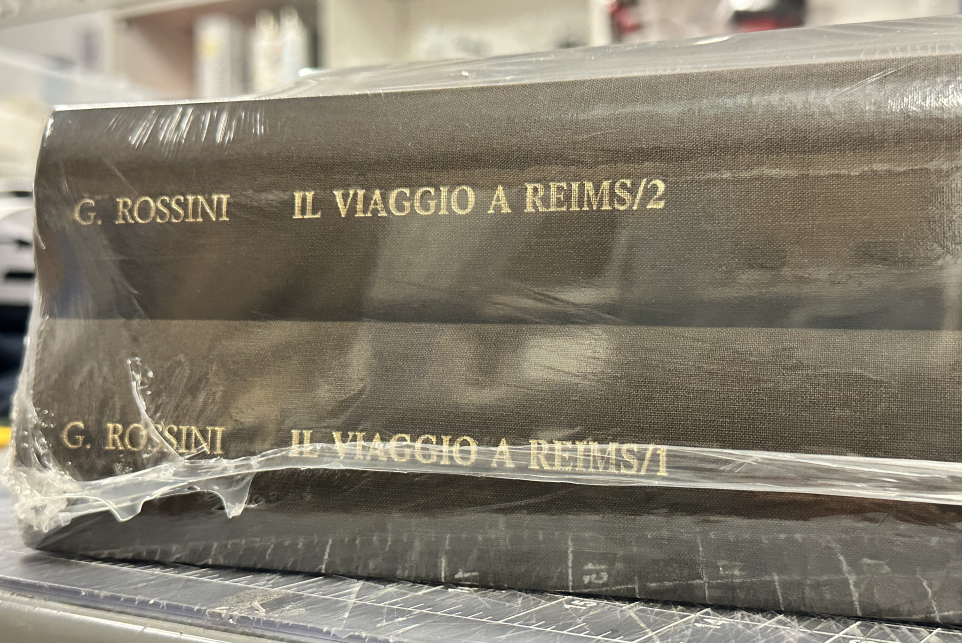 G. ROSSINI IL VIAGGIO A REIMS/2
G. ROSSINI IL VIAGGIO A REIMS/1